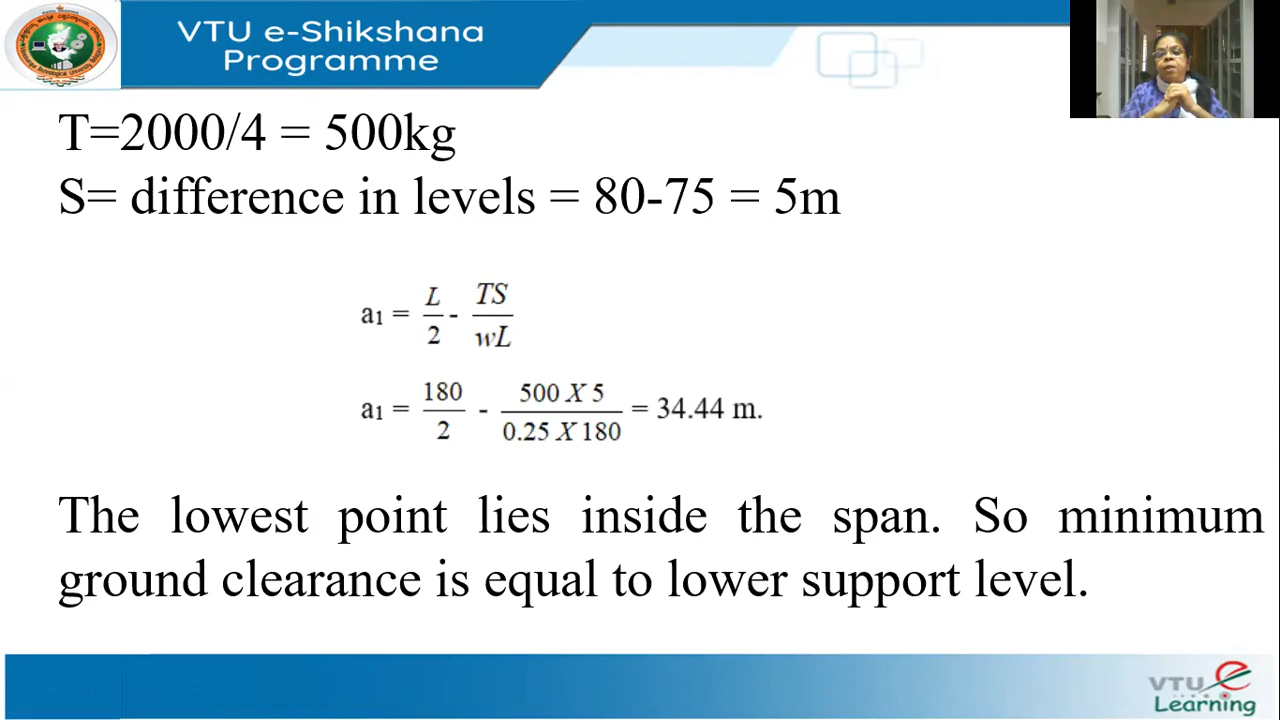 VTU e-Shikshana
Programme
T=2000/4 = 500kg
S= difference in levels = 80-75 = 5m
a₁ = L/2 - TS/wL
a₁ = 180/2 - 500 X 5/0.25 X 180 = 34.44 m.
The lowest point lies inside the span. So minimum
ground clearance is equal to lower support level.
VTU e
Learning